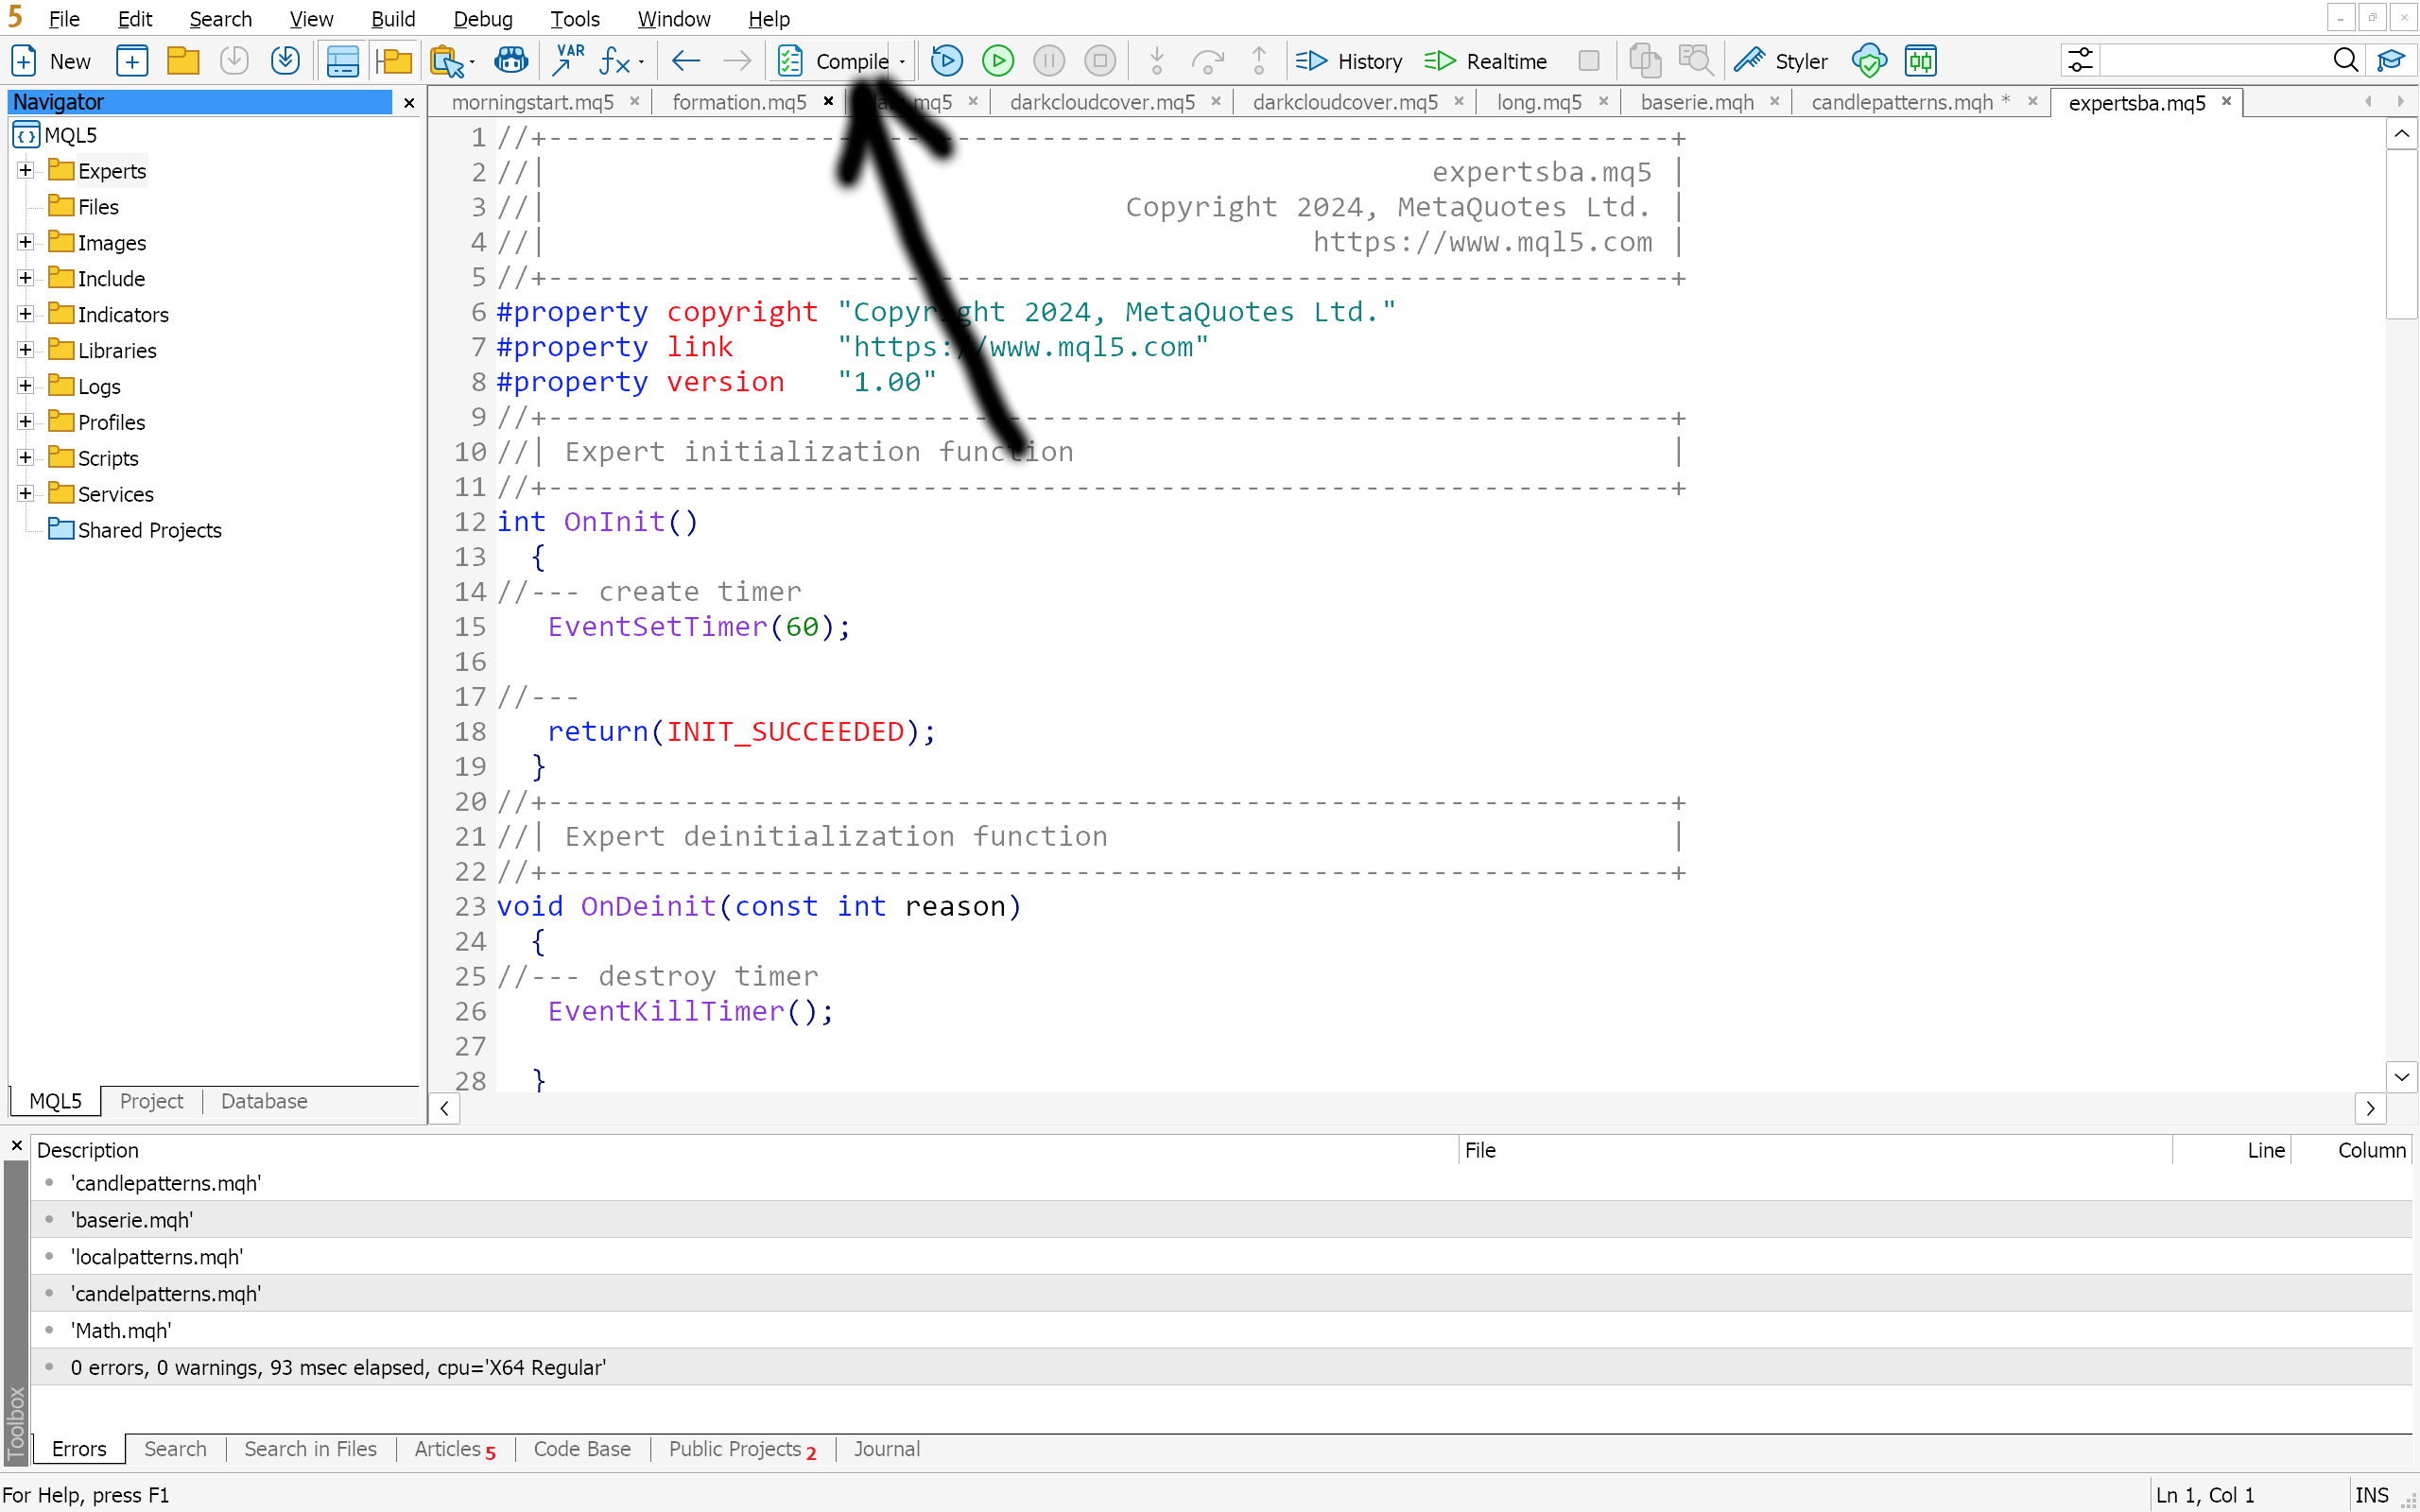 5 File Edit Search View Build Debug Tools Window Help
New VAR fx Compile History Realtime Styler
Navigator
morningstart.mq5 formation.mq5 .mq5 darkcloudcover.mq5 darkcloudcover.mq5 long.mq5 baserie.mqh candlepatterns.mqh * expertsba.mq5
MQL5
Experts
Files
Images
Include
Indicators
Libraries
Logs
Profiles
Scripts
Services
Shared Projects
MQL5 Project Database
1 //+------------------------------------------------------------------+
2 //| expertsba.mq5 |
3 //| Copyright 2024, MetaQuotes Ltd. |
4 //| https://www.mql5.com |
5 //+------------------------------------------------------------------+
6 #property copyright "Copyright 2024, MetaQuotes Ltd."
7 #property link "https://www.mql5.com"
8 #property version "1.00"
9 //+------------------------------------------------------------------+
10 //| Expert initialization function |
11 //+------------------------------------------------------------------+
12 int OnInit()
13 {
14 //--- create timer
15 EventSetTimer(60);
16
17 //---
18 return(INIT_SUCCEEDED);
19 }
20 //+------------------------------------------------------------------+
21 //| Expert deinitialization function |
22 //+------------------------------------------------------------------+
23 void OnDeinit(const int reason)
24 {
25 //--- destroy timer
26 EventKillTimer();
27
28 }
Description File Line Column
'candlepatterns.mqh'
'baserie.mqh'
'localpatterns.mqh'
'candelpatterns.mqh'
'Math.mqh'
0 errors, 0 warnings, 93 msec elapsed, cpu='X64 Regular'
Toolbox
Errors Search Search in Files Articles 5 Code Base Public Projects 2 Journal
For Help, press F1 Ln 1, Col 1 INS